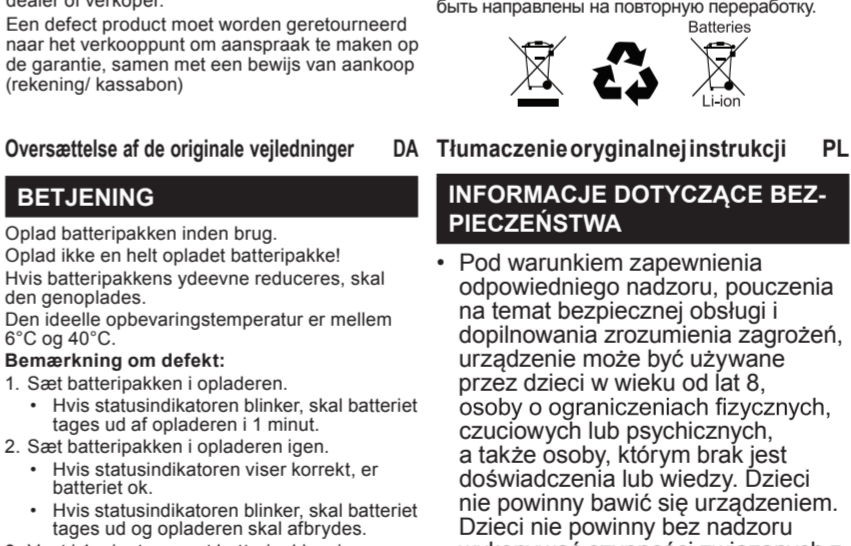 dealer of verkoper.
Een defect product moet worden geretourneerd
naar het verkooppunt om aanspraak te maken op
de garantie, samen met een bewijs van aankoop
(rekening/ kassabon)
Oversættelse af de originale vejledninger DA
BETJENING
Oplad batteripakken inden brug.
Oplad ikke en helt opladet batteripakke!
Hvis batteripakkens ydeevne reduceres, skal
den genoplades.
Den ideelle opbevaringstemperatur er mellem
6°C og 40°C.
Bemærkning om defekt:
1. Sæt batteripakken i opladeren.
• Hvis statusindikatoren blinker, skal batteriet
tages ud af opladeren i 1 minut.
2. Sæt batteripakken i opladeren igen.
• Hvis statusindikatoren viser korrekt, er
batteriet ok.
• Hvis statusindikatoren blinker, skal batteriet
tages ud og opladeren skal afbrydes.
быть направлены на повторную переработку.
Batteries
Li-ion
Tłumaczenie oryginalnej instrukcji PL
INFORMACJE DOTYCZĄCE BEZ-
PIECZEŃSTWA
• Pod warunkiem zapewnienia
odpowiedniego nadzoru, pouczenia
na temat bezpiecznej obsługi i
dopilnowania zrozumienia zagrożeń,
urządzenie może być używane
przez dzieci w wieku od lat 8,
osoby o ograniczeniach fizycznych,
czuciowych lub psychicznych,
a także osoby, którym brak jest
doświadczenia lub wiedzy. Dzieci
nie powinny bawić się urządzeniem.
Dzieci nie powinny bez nadzoru